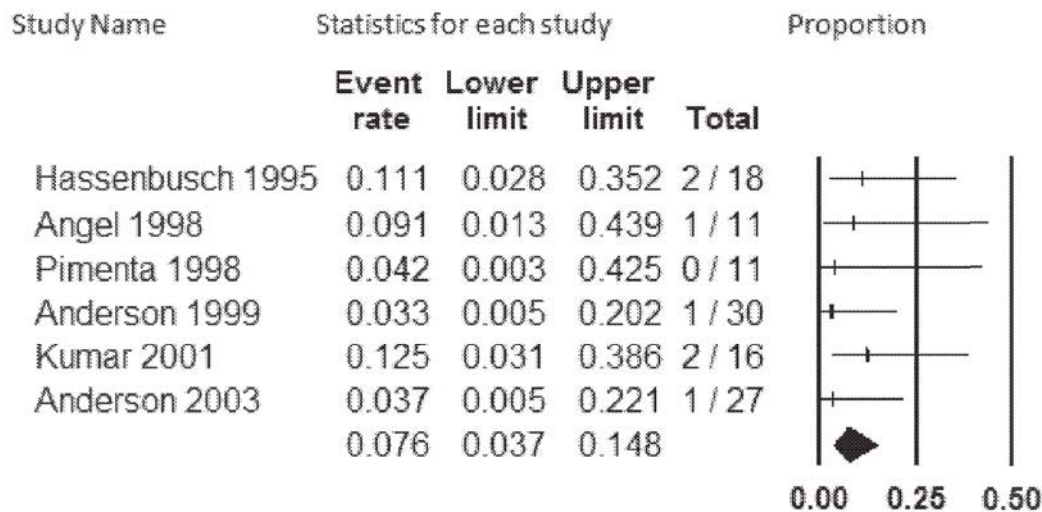 Study Name Statistics for each study Proportion
Event Lower Upper
rate limit limit Total
Hassenbusch 1995 0.111 0.028 0.352 2 / 18
Angel 1998 0.091 0.013 0.439 1 / 11
Pimenta 1998 0.042 0.003 0.425 0 / 11
Anderson 1999 0.033 0.005 0.202 1 / 30
Kumar 2001 0.125 0.031 0.386 2 / 16
Anderson 2003 0.037 0.005 0.221 1 / 27
0.076 0.037 0.148
0.00 0.25 0.50